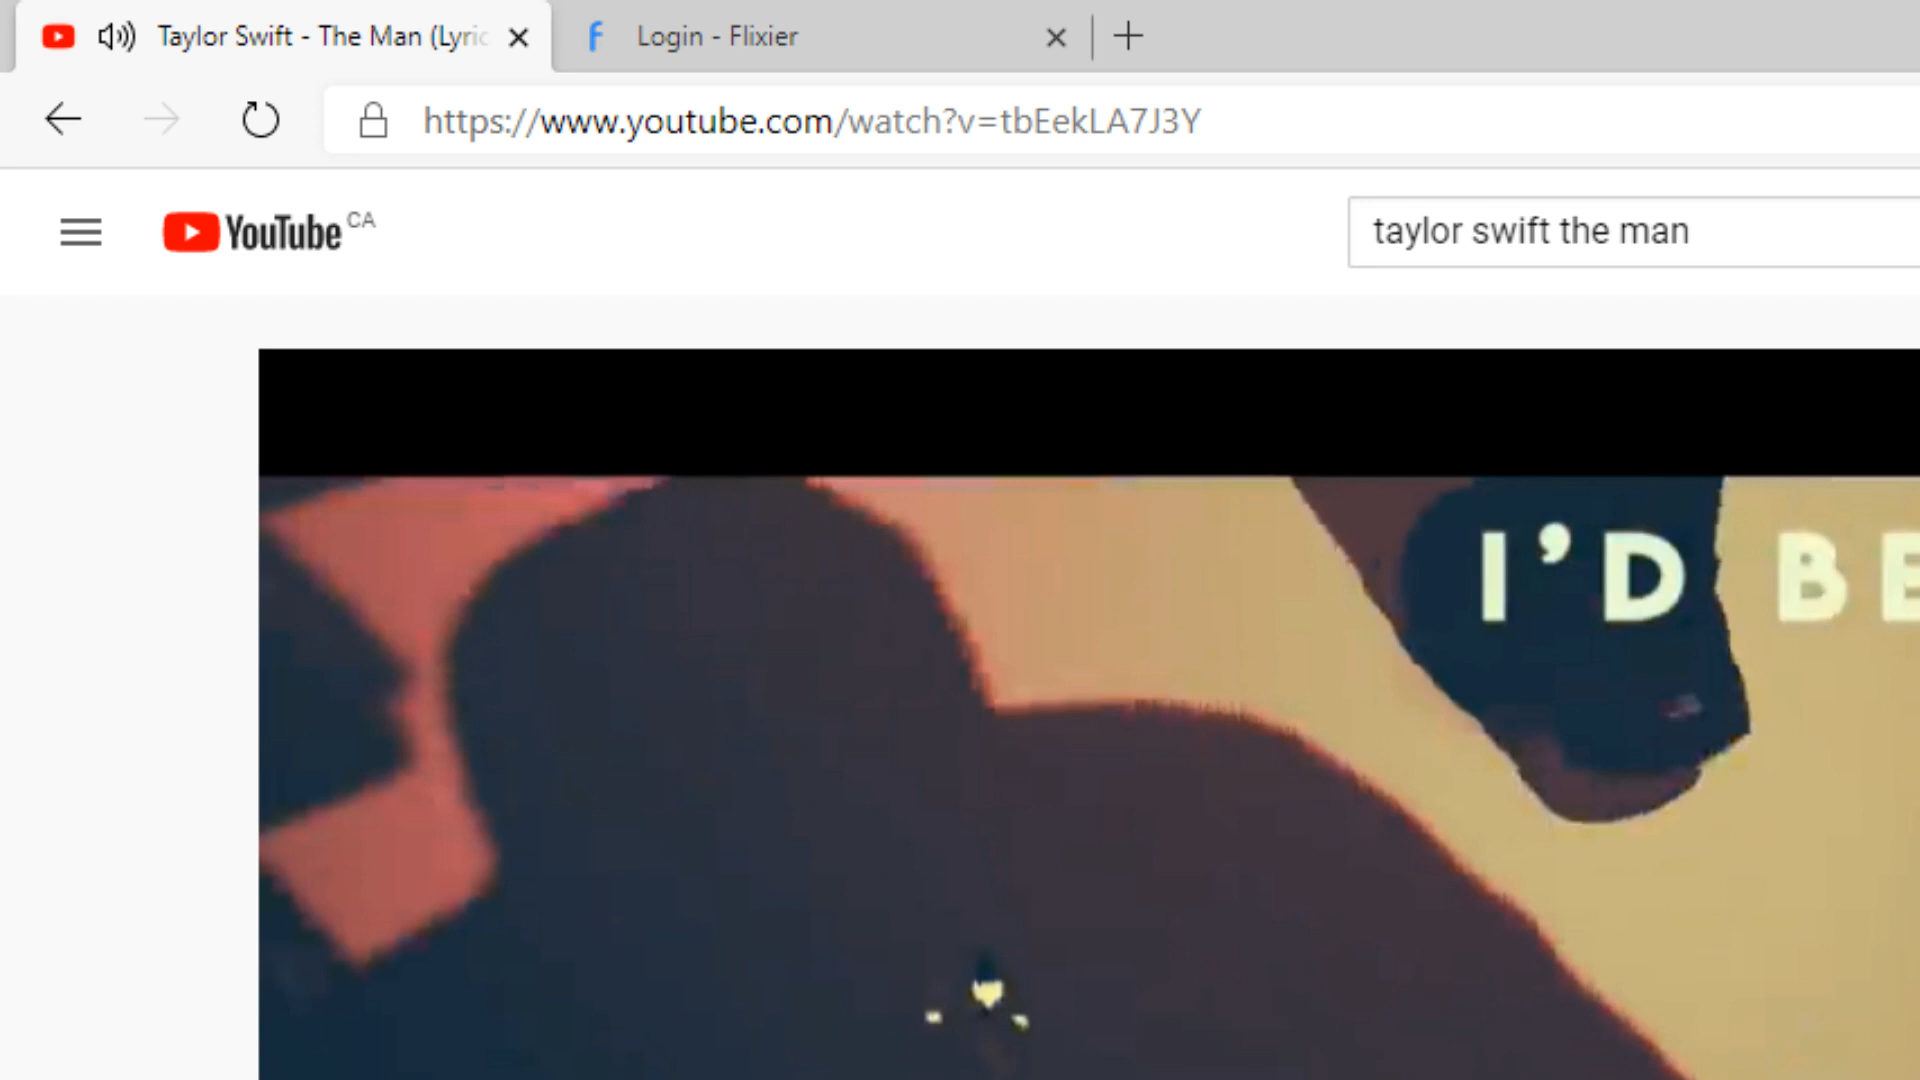 Taylor Swift - The Man (Lyric
Login - Flixier
https://www.youtube.com/watch?v=tbEekLA7J3Y
YouTube CA
taylor swift the man
I'D BE